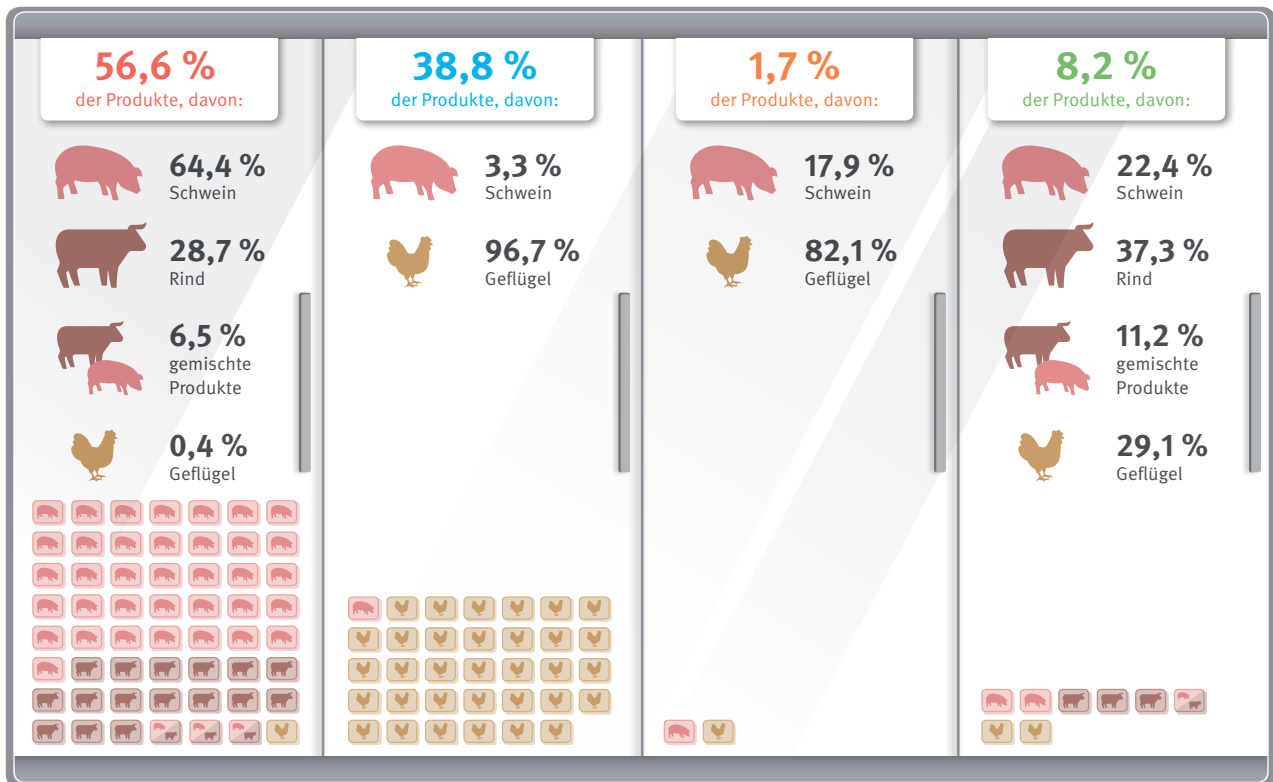 56,6 %
der Produkte, davon:
64,4 %
Schwein
28,7 %
Rind
6,5 %
gemischte
Produkte
0,4 %
Geflügel
38,8 %
der Produkte, davon:
3,3 %
Schwein
96,7 %
Geflügel
1,7 %
der Produkte, davon:
17,9 %
Schwein
82,1 %
Geflügel
8,2 %
der Produkte, davon:
22,4 %
Schwein
37,3 %
Rind
11,2 %
gemischte
Produkte
29,1 %
Geflügel